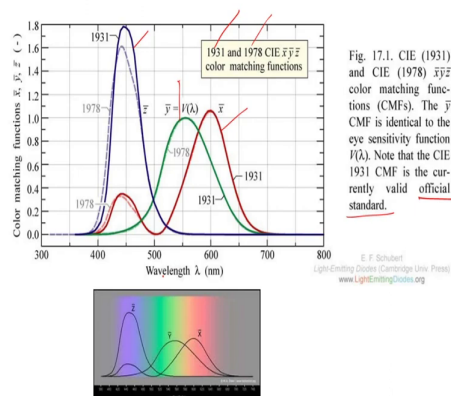 1931 and 1978 CIE x̄ ȳ z̄
color matching functions
Color matching functions x̄, ȳ, z̄ (-)
1.8
1.6
1.4
1.2
1.0
0.8
0.6
0.4
0.2
0.0
1931
1978
z̄
ȳ = V(λ)
x̄
1978
1978
1931
1931
300
400
500
600
700
800
Wavelength λ (nm)
Fig. 17.1. CIE (1931)
and CIE (1978) x̄ȳz̄
color matching func-
tions (CMFs). The ȳ
CMF is identical to the
eye sensitivity function
V(λ). Note that the CIE
1931 CMF is the cur-
rently valid official
standard.
E. F. Schubert
Light-Emitting Diodes (Cambridge Univ. Press)
www.LightEmittingDiodes.org
Z̄
Ȳ
X̄